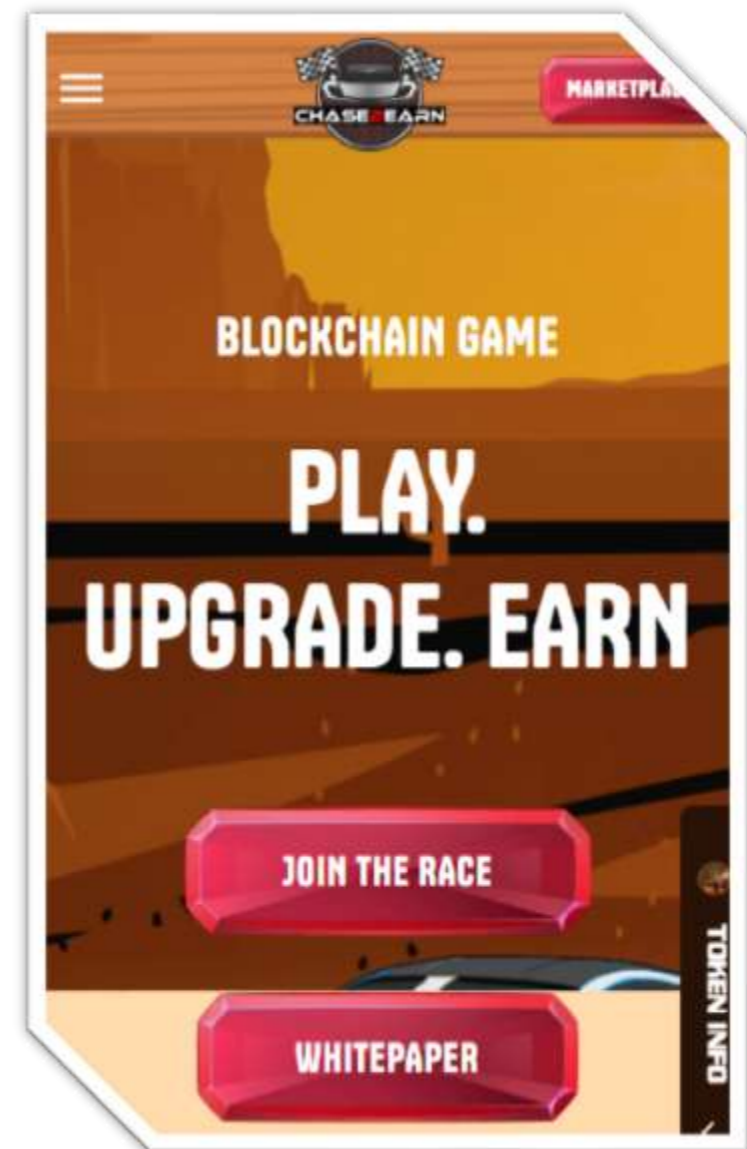 CHASE2EARN
BLOCKCHAIN GAME
PLAY.
UPGRADE. EARN
JOIN THE RACE
TOKEN INFO
WHITEPAPER